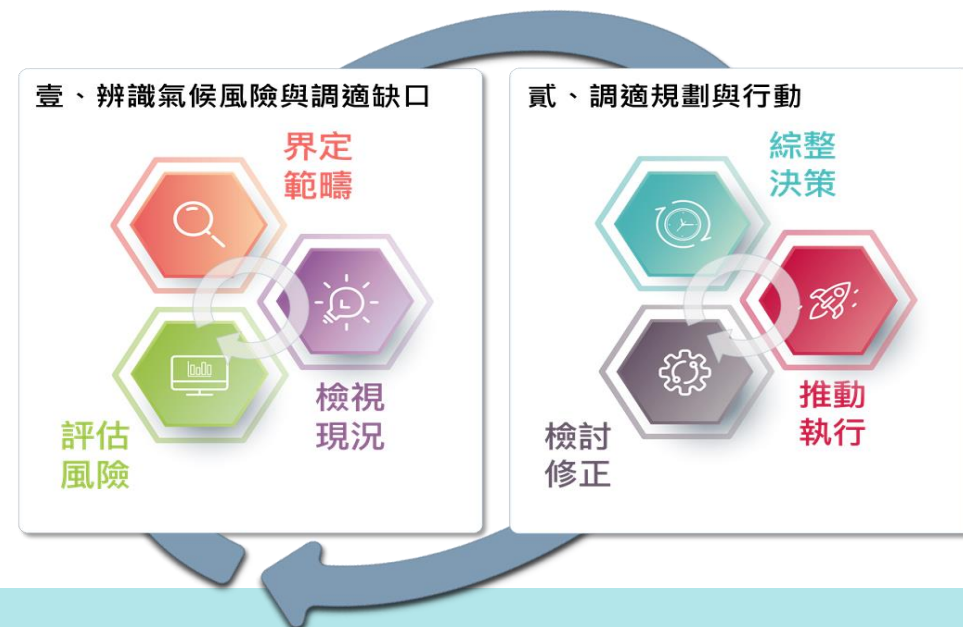 壹、辨識氣候風險與調適缺口
界定
範疇
檢視
現況
評估
風險
貳、調適規劃與行動
綜整
決策
推動
執行
檢討
修正